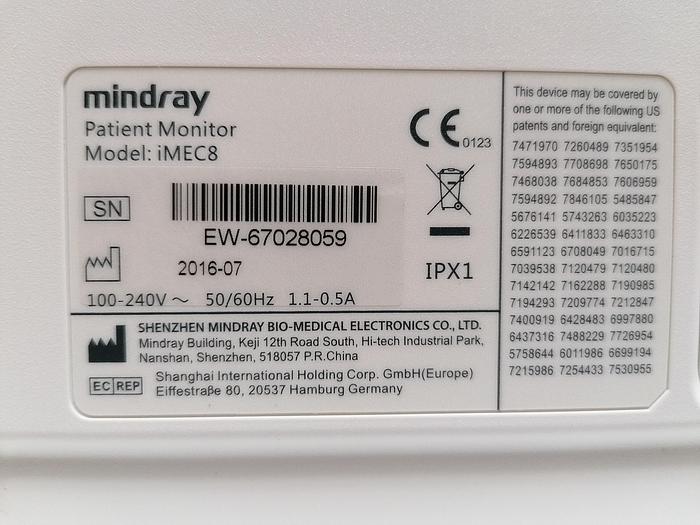 mindray
Patient Monitor
Model: iMEC8
CE 0123
SN
EW-67028059
2016-07
IPX1
100-240V ~ 50/60Hz 1.1-0.5A
SHENZHEN MINDRAY BIO-MEDICAL ELECTRONICS CO., LTD.
Mindray Building, Keji 12th Road South, Hi-tech Industrial Park,
Nanshan, Shenzhen, 518057 P.R.China
EC REP
Shanghai International Holding Corp. GmbH(Europe)
Eiffestraße 80, 20537 Hamburg Germany
This device may be covered by
one or more of the following US
patents and foreign equivalent:
7471970 7260489 7351954
7594893 7708698 7650175
7468038 7684853 7606959
7594892 7846105 5485847
5676141 5743263 6035223
6226539 6411833 6463310
6591123 6708049 7016715
7039538 7120479 7120480
7142142 7162288 7190985
7194293 7209774 7212847
7400919 6428483 6997880
6437316 7488229 7726954
5758644 6011986 6699194
7215986 7254433 7530955